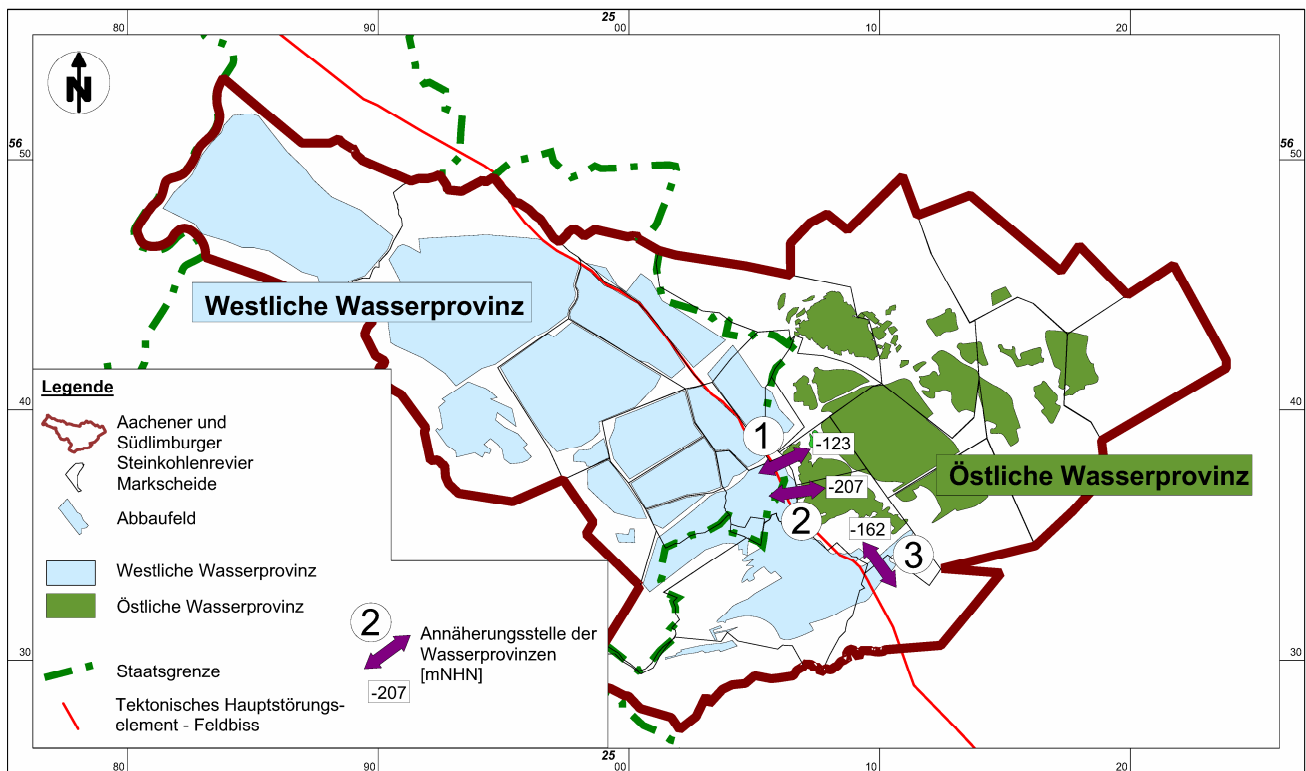 25
80
90
00
10
20
N
56
50
56
50
Westliche Wasserprovinz
Legende
40
40
Aachener und
Südlimburger
Steinkohlenrevier
Markscheide
Abbaufeld
1
-123
Östliche Wasserprovinz
-207
2
-162
3
Westliche Wasserprovinz
Östliche Wasserprovinz
2
Annäherungsstelle der
Wasserprovinzen
[mNHN]
-207
30
30
Staatsgrenze
Tektonisches Hauptstörungs-
element - Feldbiss
25
80
90
00
10
20